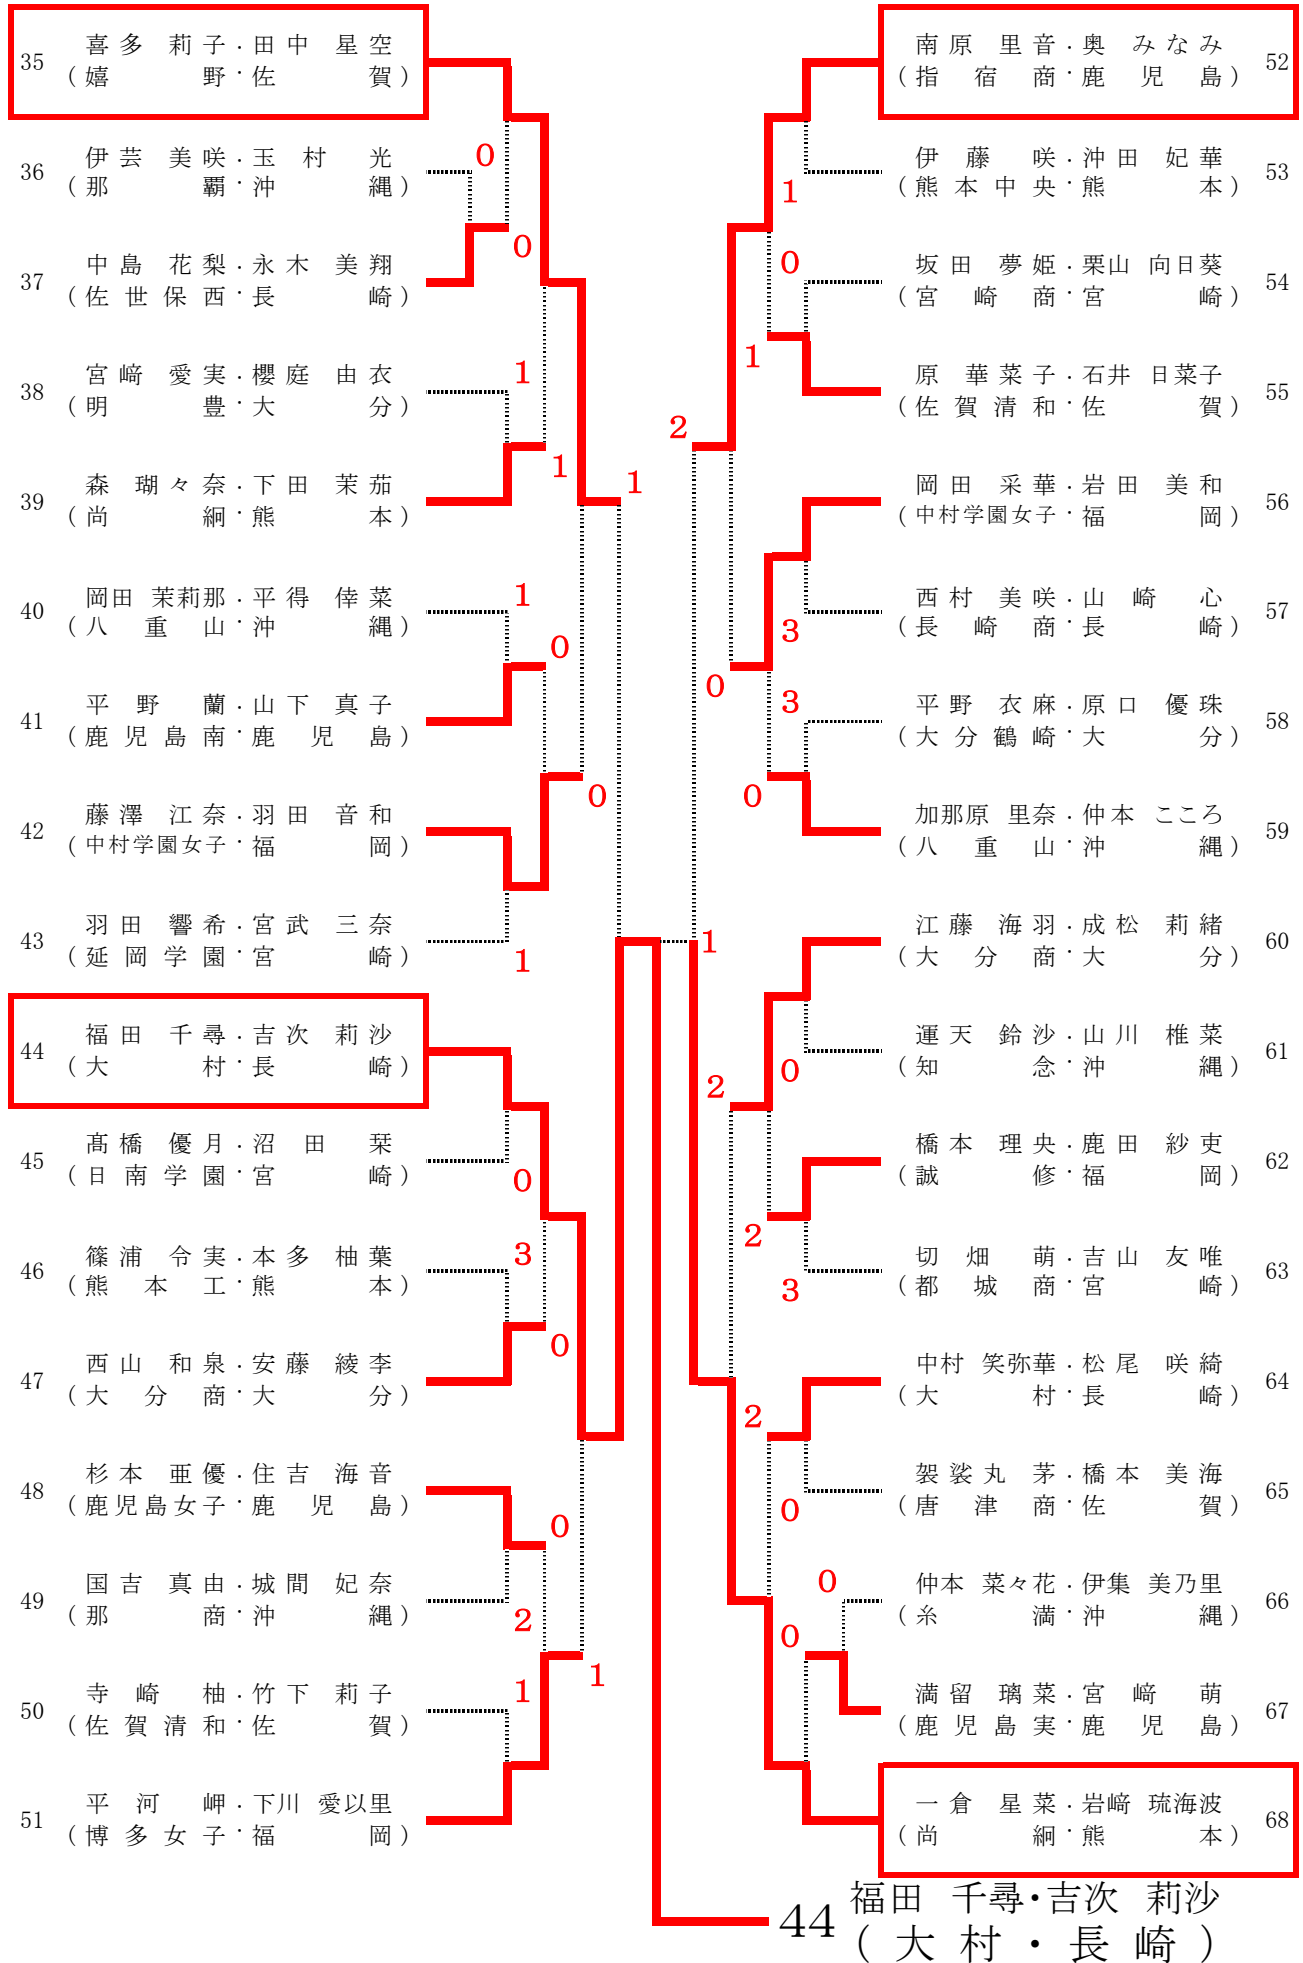 35 喜多 莉子・田中 星空
(嬉野・佐賀)
36 伊芸 美咲・玉村 光
(那覇・沖縄)
0
37 中島 花梨・永木 美翔
(佐世保西・長崎)
0
38 宮﨑 愛実・櫻庭 由衣
(明豊・大分)
1
39 森 瑚々奈・下田 茉茄
(尚絅・熊本)
1
1
40 岡田 茉莉那・平得 倖菜
(八重山・沖縄)
1
0
41 平野 蘭・山下 真子
(鹿児島南・鹿児島)
42 藤澤 江奈・羽田 音和
(中村学園女子・福岡)
0
43 羽田 響希・宮武 三奈
(延岡学園・宮崎)
1
44 福田 千尋・吉次 莉沙
(大村・長崎)
45 髙橋 優月・沼田 栞
(日南学園・宮崎)
0
46 篠浦 令実・本多 柚葉
(熊本工・熊本)
3
0
47 西山 和泉・安藤 綾李
(大分商・大分)
48 杉本 亜優・住吉 海音
(鹿児島女子・鹿児島)
0
49 国吉 真由・城間 妃奈
(那商・沖縄)
2
50 寺崎 柚・竹下 莉子
(佐賀清和・佐賀)
1
1
51 平河 岬・下川 愛以里
(博多女子・福岡)
南原 里音・奥 みなみ 52
(指宿商・鹿児島)
伊藤 咲・沖田 妃華 53
(熊本中央・熊本)
1
0
坂田 夢姫・栗山 向日葵 54
(宮崎商・宮崎)
1
原 華菜子・石井 日菜子 55
(佐賀清和・佐賀)
2
岡田 采華・岩田 美和 56
(中村学園女子・福岡)
西村 美咲・山崎 心 57
(長崎商・長崎)
3
0
3
平野 衣麻・原口 優珠 58
(大分鶴崎・大分)
0
加那原 里奈・仲本 こころ 59
(八重山・沖縄)
1
江藤 海羽・成松 莉緒 60
(大分商・大分)
運天 鈴沙・山川 椎菜 61
(知念・沖縄)
0
2
橋本 理央・鹿田 紗吏 62
(誠修・福岡)
2
切畑 萌・吉山 友唯 63
(都城商・宮崎)
3
中村 笑弥華・松尾 咲綺 64
(大村・長崎)
2
袈裟丸 茅・橋本 美海 65
(唐津商・佐賀)
0
仲本 菜々花・伊集 美乃里 66
(糸満・沖縄)
0
0
満留 璃菜・宮﨑 萌 67
(鹿児島実・鹿児島)
一倉 星菜・岩﨑 琉海波 68
(尚絅・熊本)
44 福田 千尋・吉次 莉沙
(大村・長崎)